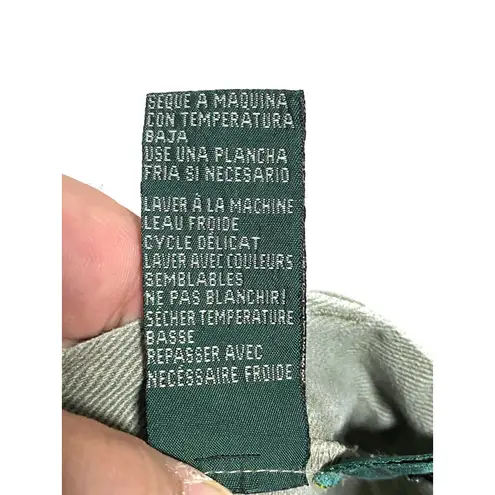 SEQUE A MAQUINA
CON TEMPERATURA
BAJA
USE UNA PLANCHA
FRIA SI NECESARIO
LAVER À LA MACHINE
LEAU FROIDE
CYCLE DÉLICAT
LAVER AVEC COULEURS
SEMBLABLES
NE PAS BLANCHIR!
SÉCHER TEMPERATURE
BASSE
REPASSER AVEC
NECÉSSAIRE FROIDE